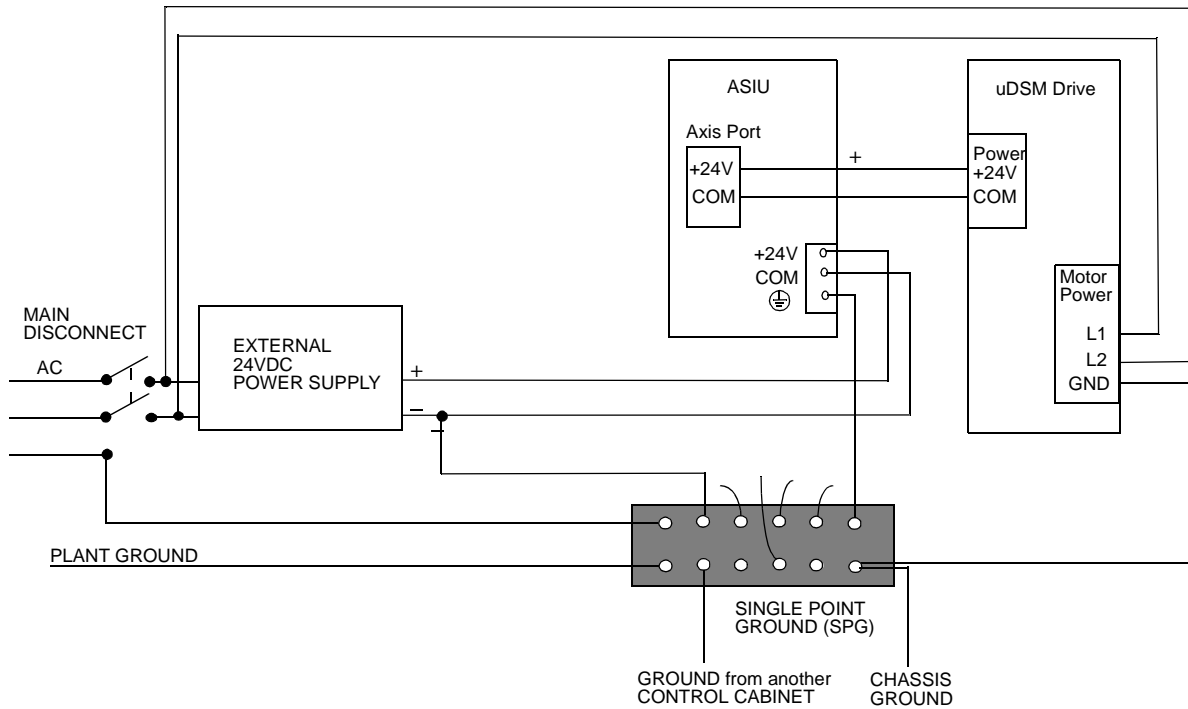 ASIU
uDSM Drive
Axis Port
+24V
COM
+
Power
+24V
COM
+24V
COM
Motor
Power
L1
L2
GND
MAIN
DISCONNECT
AC
EXTERNAL
24VDC
POWER SUPPLY
+
–
PLANT GROUND
SINGLE POINT
GROUND (SPG)
GROUND from another
CONTROL CABINET
CHASSIS
GROUND